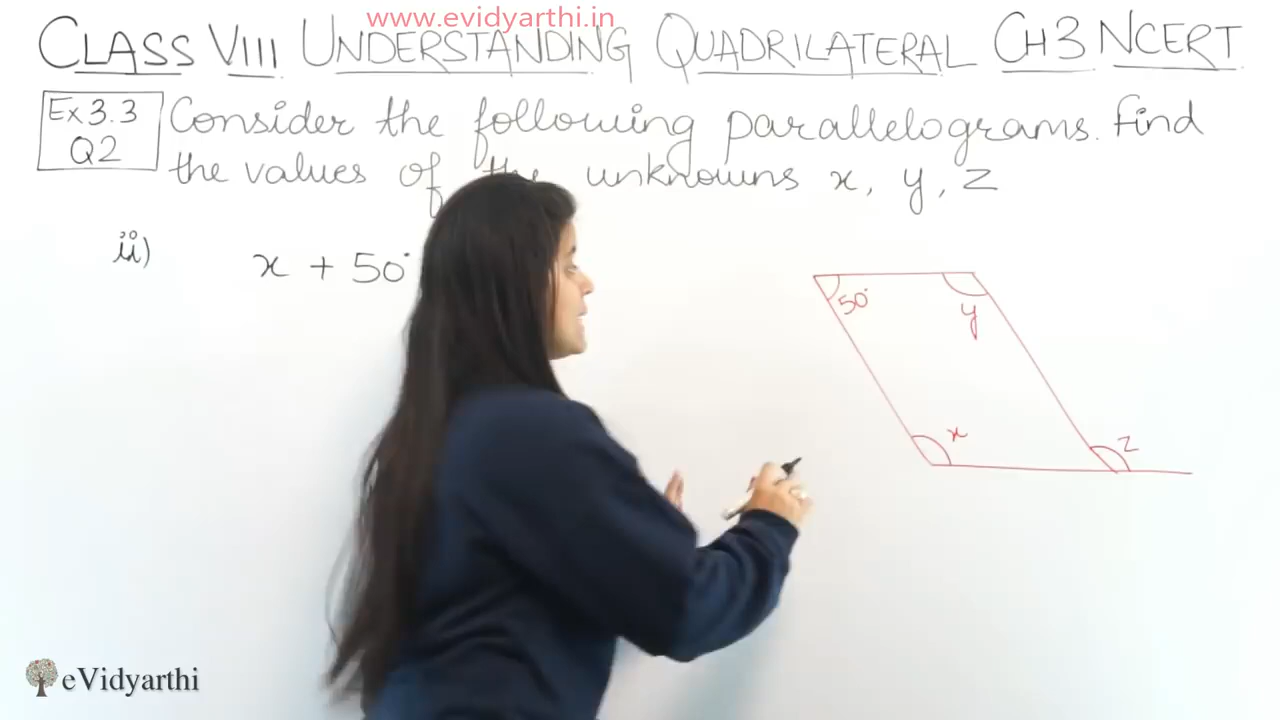 www.evidyarthi.in
CLASS VIII UNDERSTANDING QUADRILATERAL CH3 NCERT
Ex 3.3
Q2
Consider the following parallelograms. Find
the values of the unknowns x, y, z
ii) x + 50°
50°
y
x
z
eVidyarthi